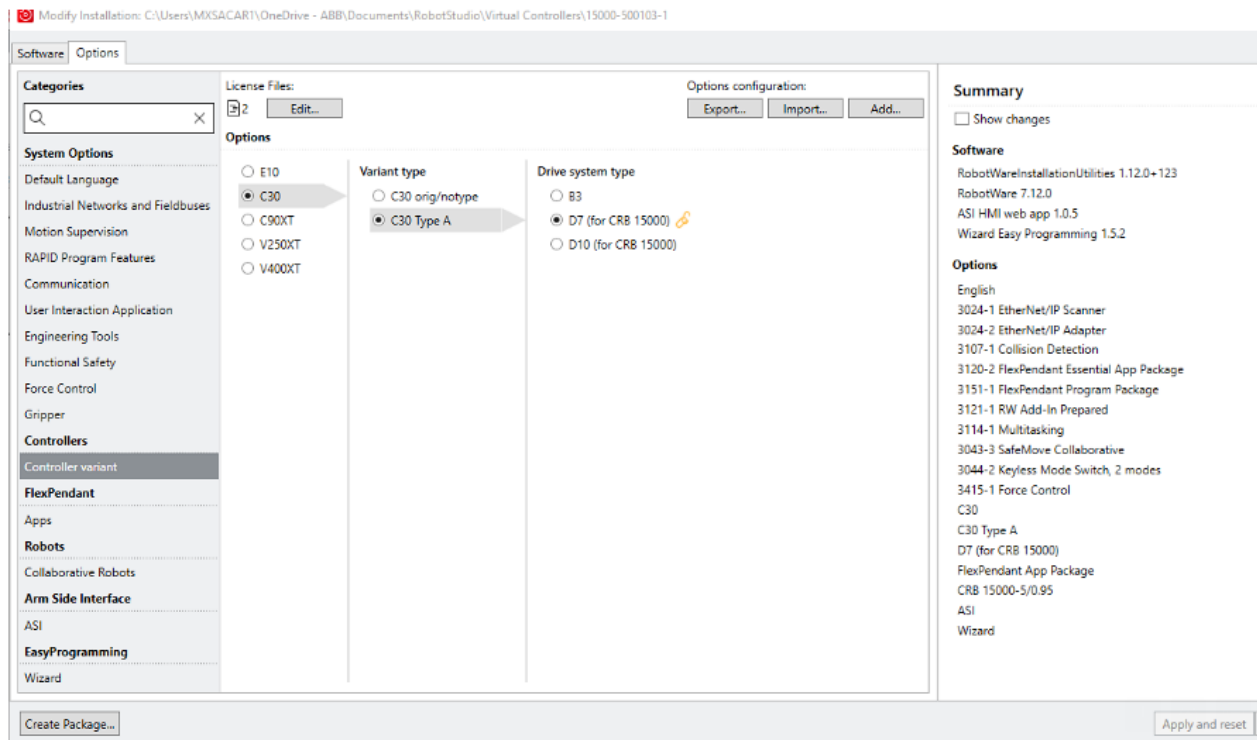 Modify Installation: C:\Users\MXSACAR1\OneDrive - ABB\Documents\RobotStudio\Virtual Controllers\15000-500103-1
Software
Options
Categories
System Options
Default Language
Industrial Networks and Fieldbuses
Motion Supervision
RAPID Program Features
Communication
User Interaction Application
Engineering Tools
Functional Safety
Force Control
Gripper
Controllers
Controller variant
FlexPendant
Apps
Robots
Collaborative Robots
Arm Side Interface
ASI
EasyProgramming
Wizard
License Files:
2
Edit...
Options configuration:
Export...
Import...
Add...
Options
E10
C30
C90XT
V250XT
V400XT
Variant type
C30 orig/notype
C30 Type A
Drive system type
B3
D7 (for CRB 15000)
D10 (for CRB 15000)
Summary
Show changes
Software
RobotWareInstallationUtilities 1.12.0+123
RobotWare 7.12.0
ASI HMI web app 1.0.5
Wizard Easy Programming 1.5.2
Options
English
3024-1 EtherNet/IP Scanner
3024-2 EtherNet/IP Adapter
3107-1 Collision Detection
3120-2 FlexPendant Essential App Package
3151-1 FlexPendant Program Package
3121-1 RW Add-In Prepared
3114-1 Multitasking
3043-3 SafeMove Collaborative
3044-2 Keyless Mode Switch, 2 modes
3415-1 Force Control
C30
C30 Type A
D7 (for CRB 15000)
FlexPendant App Package
CRB 15000-5/0.95
ASI
Wizard
Create Package...
Apply and reset